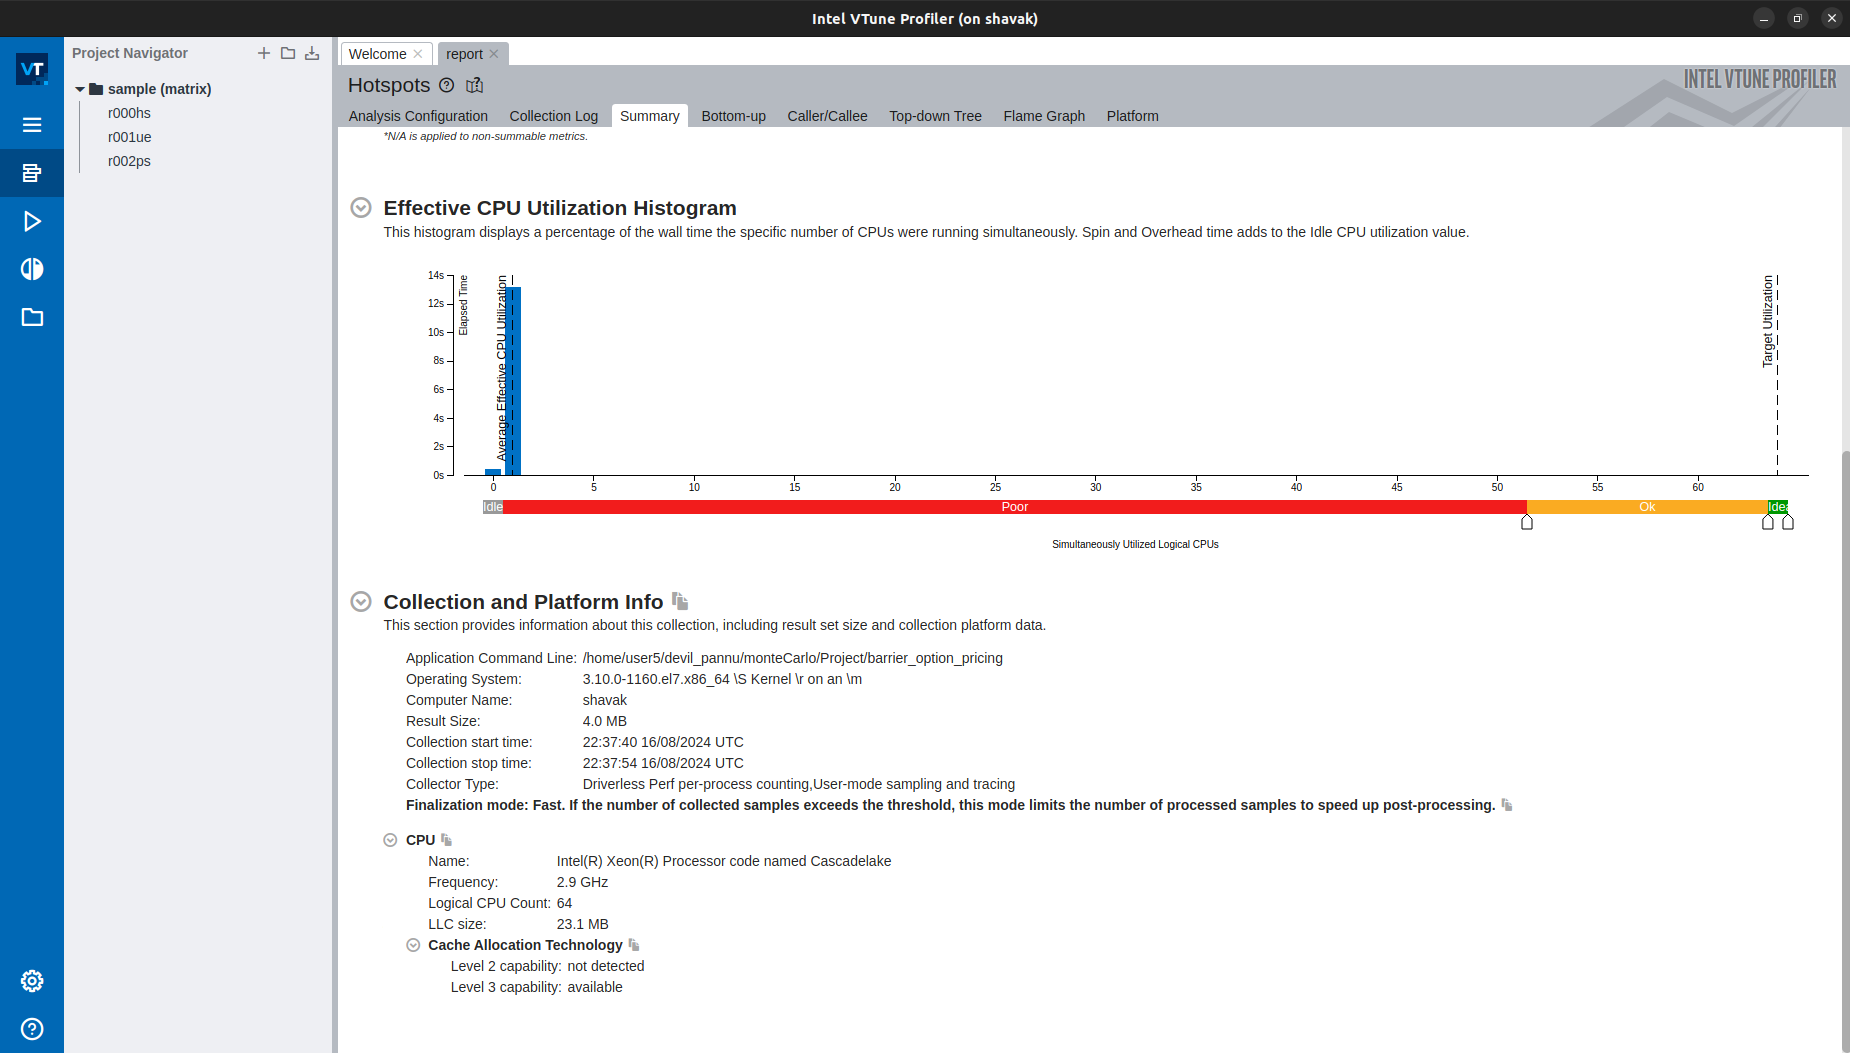 Intel VTune Profiler (on shavak)
VT
Project Navigator
sample (matrix)
r000hs
r001ue
r002ps
Welcome
report
Hotspots
INTEL VTUNE PROFILER
Analysis Configuration Collection Log Summary Bottom-up Caller/Callee Top-down Tree Flame Graph Platform
*N/A is applied to non-summable metrics.
Effective CPU Utilization Histogram
This histogram displays a percentage of the wall time the specific number of CPUs were running simultaneously. Spin and Overhead time adds to the Idle CPU utilization value.
14s
12s
10s
8s
6s
4s
2s
0s
Elapsed Time
Average Effective CPU Utilization
Target Utilization
0 5 10 15 20 25 30 35 40 45 50 55 60
Idle Poor Ok Idea
Simultaneously Utilized Logical CPUs
Collection and Platform Info
This section provides information about this collection, including result set size and collection platform data.
Application Command Line: /home/user5/devil_pannu/monteCarlo/Project/barrier_option_pricing
Operating System: 3.10.0-1160.el7.x86_64 \S Kernel \r on an \m
Computer Name: shavak
Result Size: 4.0 MB
Collection start time: 22:37:40 16/08/2024 UTC
Collection stop time: 22:37:54 16/08/2024 UTC
Collector Type: Driverless Perf per-process counting,User-mode sampling and tracing
Finalization mode: Fast. If the number of collected samples exceeds the threshold, this mode limits the number of processed samples to speed up post-processing.
CPU
Name: Intel(R) Xeon(R) Processor code named Cascadelake
Frequency: 2.9 GHz
Logical CPU Count: 64
LLC size: 23.1 MB
Cache Allocation Technology
Level 2 capability: not detected
Level 3 capability: available